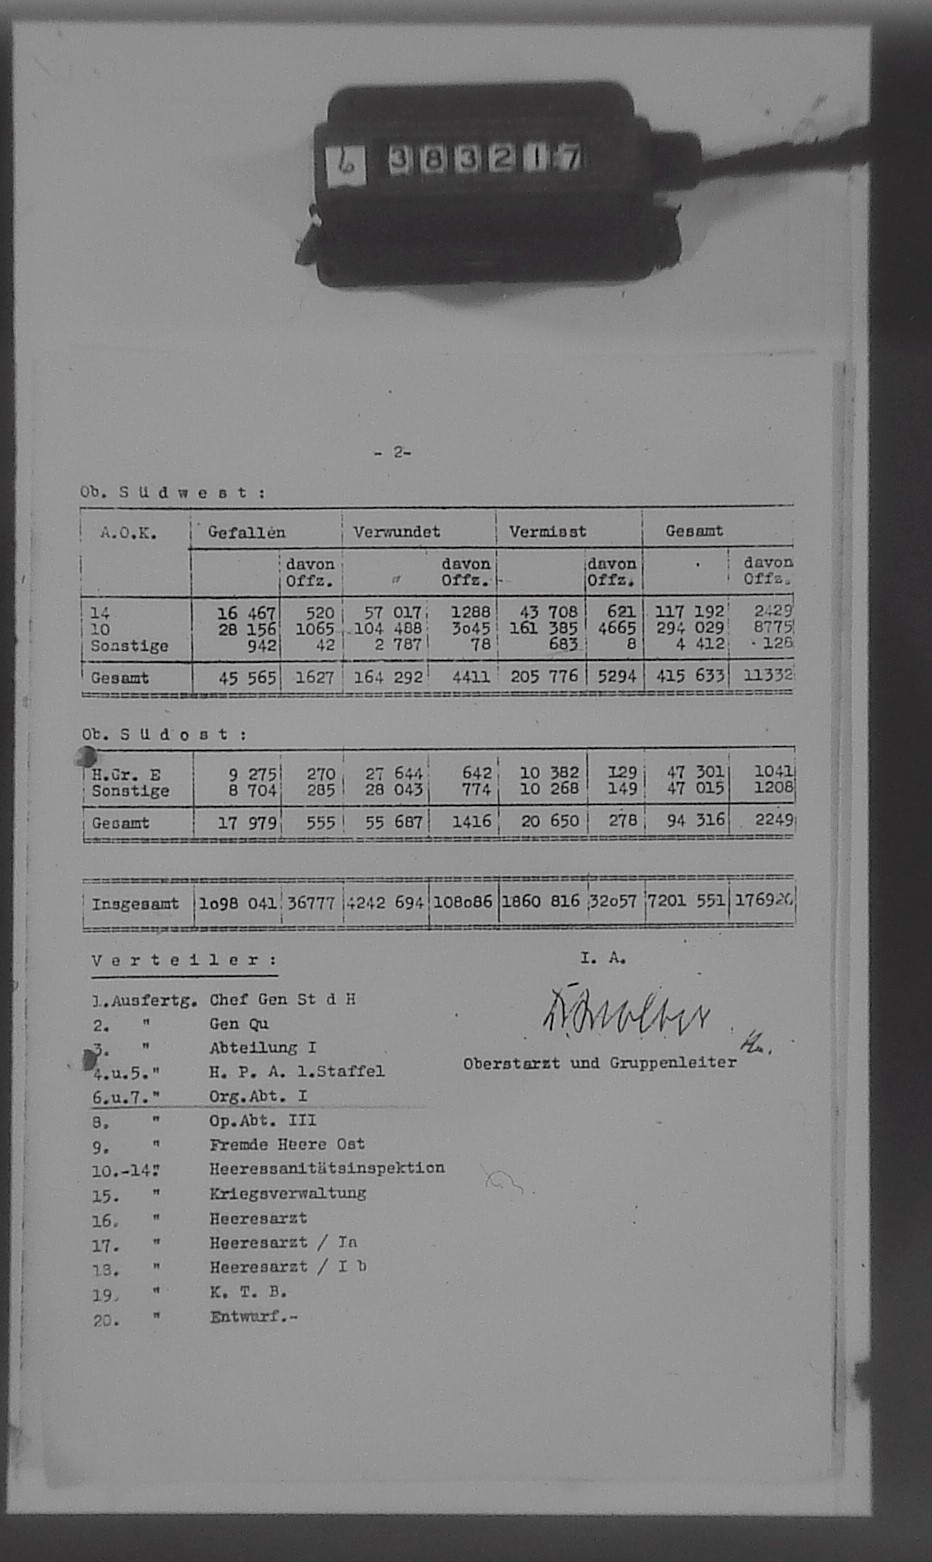 6 383217
- 2-
Ob. Südwest:
A.O.K. Gefallen Verwundet Vermisst Gesamt
davon davon davon davon
Offz. " Offz. Offz. Offz.
14 16 467 520 57 017 1288 43 708 621 117 192 2429
10 28 156 1065 104 488 3o45 161 385 4665 294 029 8775
Sonstige 942 42 2 787 78 683 8 4 412 128
Gesamt 45 565 1627 164 292 4411 205 776 5294 415 633 11332
Ob. Südost:
H.Gr. E 9 275 270 27 644 642 10 382 129 47 301 1041
Sonstige 8 704 285 28 043 774 10 268 149 47 015 1208
Gesamt 17 979 555 55 687 1416 20 650 278 94 316 2249
Insgesamt 1o98 041 36777 4242 694 108o86 1860 816 32o57 7201 551 176920
Verteiler: I. A.
1.Ausfertg. Chef Gen St d H
2. " Gen Qu
3. " Abteilung I
4.u.5." H. P. A. 1.Staffel
Oberstarzt und Gruppenleiter
6.u.7." Org.Abt. I
8. " Op.Abt. III
9. " Fremde Heere Ost
10.-14." Heeressanitätsinspektion
15. " Kriegsverwaltung
16. " Heeresarzt
17. " Heeresarzt / Ia
18. " Heeresarzt / I b
19. " K. T. B.
20. " Entwurf.-